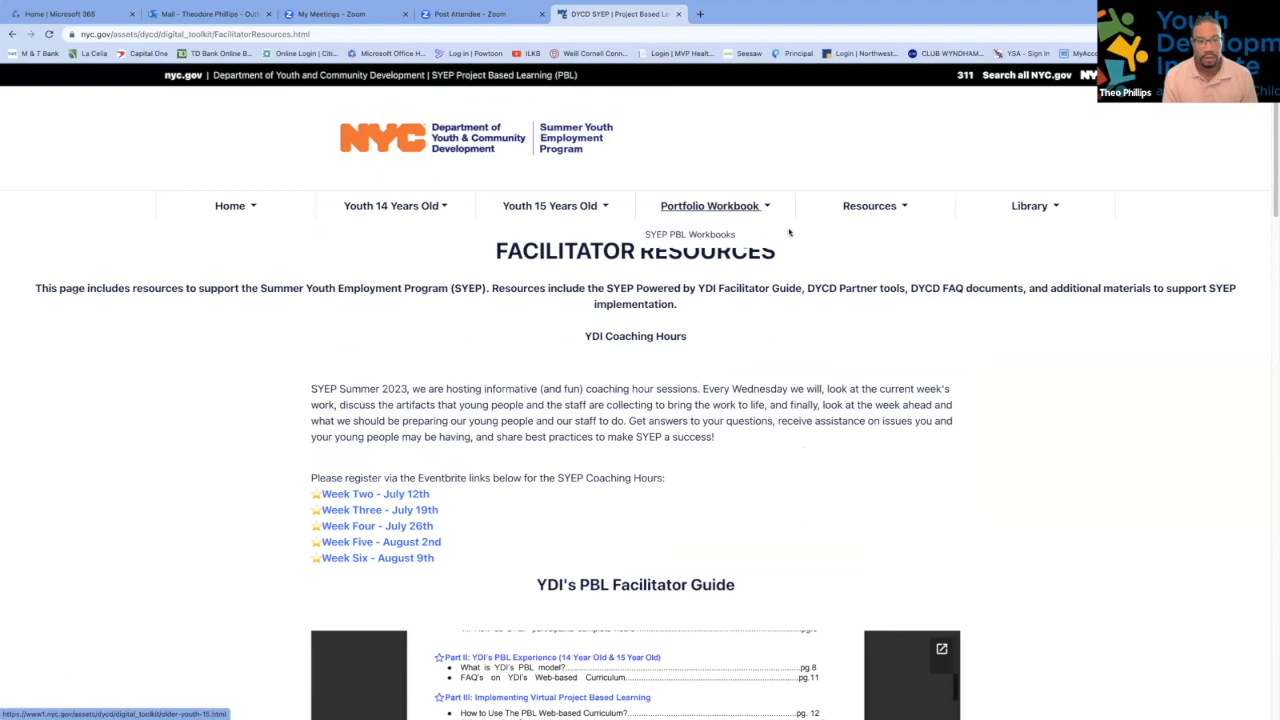 Home | Microsoft 365
Mail - Theodore Phillips - Outl
My Meetings - Zoom
Post Attendee - Zoom
DYCD SYEP | Project Based Le
nyc.gov/assets/dycd/digital_toolkit/FacilitatorResources.html
M & T Bank
La Celia
Capital One
TD Bank Online B...
Online Login | Citi...
Microsoft Office H...
Log in | Powtoon
ILKB
Weill Cornell Conn...
Login | MVP Healt...
Seesaw
Principal
Login | Northwest...
CLUB WYNDHAM...
YSA - Sign In
MyAcco
Youth
Developm
In
Chilc
Theo Phillips
nyc.gov | Department of Youth and Community Development | SYEP Project Based Learning (PBL)
311 Search all NYC.gov
NYC
Department of
Youth & Community
Development
Summer Youth
Employment
Program
Home
Youth 14 Years Old
Youth 15 Years Old
Portfolio Workbook
Resources
Library
SYEP PBL Workbooks
FACILITATOR RESOURCES
This page includes resources to support the Summer Youth Employment Program (SYEP). Resources include the SYEP Powered by YDI Facilitator Guide, DYCD Partner tools, DYCD FAQ documents, and additional materials to support SYEP
implementation.
YDI Coaching Hours
SYEP Summer 2023, we are hosting informative (and fun) coaching hour sessions. Every Wednesday we will, look at the current week's
work, discuss the artifacts that young people and the staff are collecting to bring the work to life, and finally, look at the week ahead and
what we should be preparing our young people and our staff to do. Get answers to your questions, receive assistance on issues you and
your young people may be having, and share best practices to make SYEP a success!
Please register via the Eventbrite links below for the SYEP Coaching Hours:
⭐Week Two - July 12th
⭐Week Three - July 19th
⭐Week Four - July 26th
⭐Week Five - August 2nd
⭐Week Six - August 9th
YDI's PBL Facilitator Guide
☆Part II: YDI's PBL Experience (14 Year Old & 15 Year Old)
• What is YDI's PBL model?..................................................pg.8
• FAQ's on YDI's Web-based Curriculum..................................................pg.11
☆Part III: Implementing Virtual Project Based Learning
• How to Use The PBL Web-based Curriculum?..................................................pg. 12
https://www1.nyc.gov/assets/dycd/digital_toolkit/older-youth-15.html